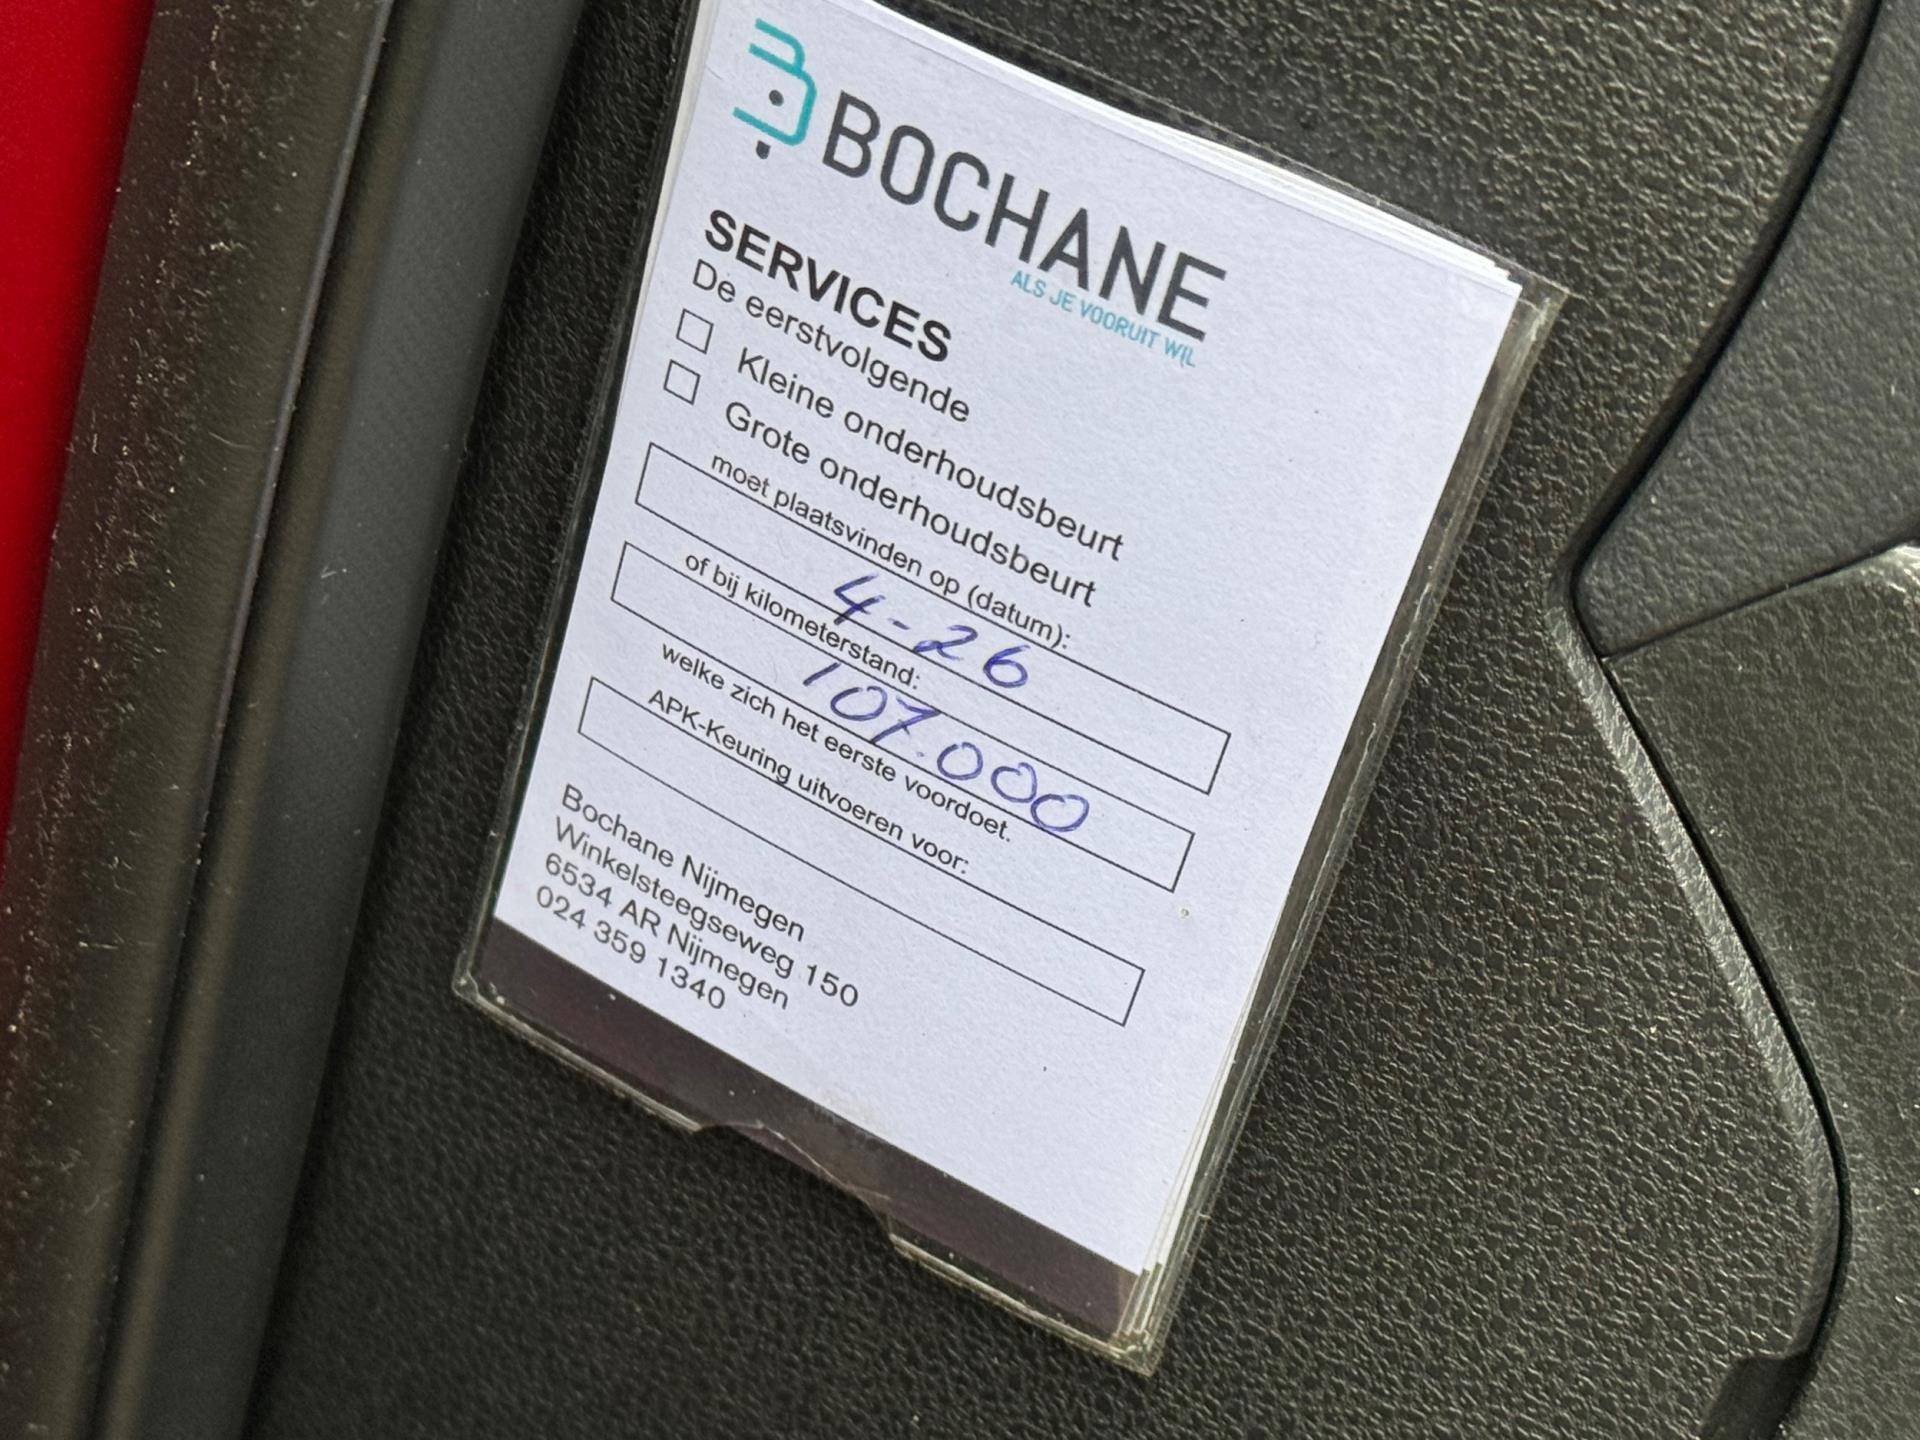 BOCHANE
ALS JE VOORUIT WIL
SERVICES
De eerstvolgende
Kleine onderhoudsbeurt
Grote onderhoudsbeurt
moet plaatsvinden op (datum):
4-26
of bij kilometerstand:
107.000
welke zich het eerste voordoet.
APK-Keuring uitvoeren voor:
Bochane Nijmegen
Winkelsteegseweg 150
6534 AR Nijmegen
024 359 1340